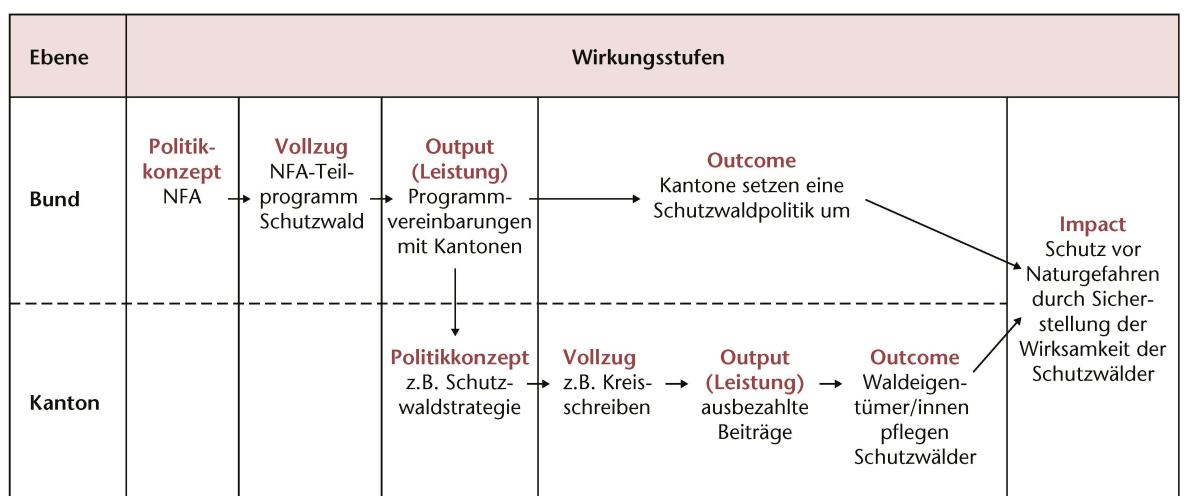 Ebene
Wirkungsstufen
Bund
Politik-
konzept
NFA
Vollzug
NFA-Teil-
programm
Schutzwald
Output
(Leistung)
Programm-
vereinbarungen
mit Kantonen
Outcome
Kantone setzen eine
Schutzwaldpolitik um
Impact
Schutz vor
Naturgefahren
durch Sicher-
stellung der
Wirksamkeit der
Schutzwälder
Kanton
Politikkonzept
z.B. Schutz-
waldstrategie
Vollzug
z.B. Kreis-
schreiben
Output
(Leistung)
ausbezahlte
Beiträge
Outcome
Waldeigen-
tümer/innen
pflegen
Schutzwälder